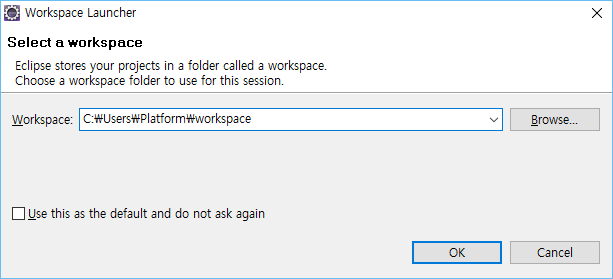 Workspace Launcher
Select a workspace
Eclipse stores your projects in a folder called a workspace.
Choose a workspace folder to use for this session.
Workspace: C:₩Users₩Platform₩workspace Browse...
Use this as the default and do not ask again
OK Cancel